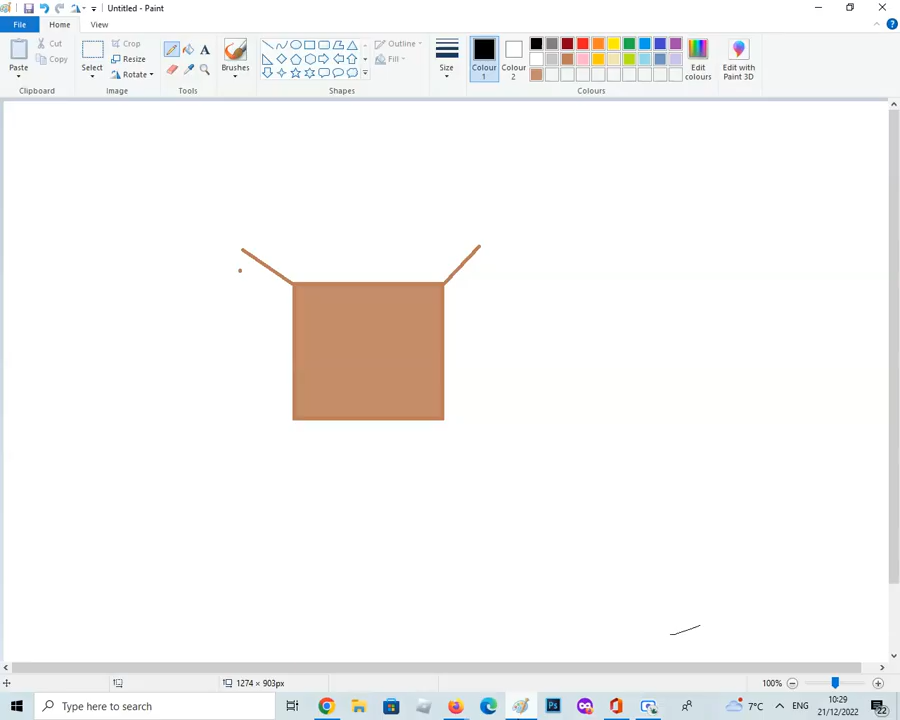 Untitled - Paint
File Home View
Paste
Cut
Copy
Clipboard
Select
Crop
Resize
Rotate
Image
A
Tools
Brushes
Shapes
Outline
Fill
Size
Colour 1
Colour 2
Colours
Edit colours
Edit with Paint 3D
1274 × 903px
100%
Type here to search
Ps
7°C
ENG
10:29
21/12/2022
22